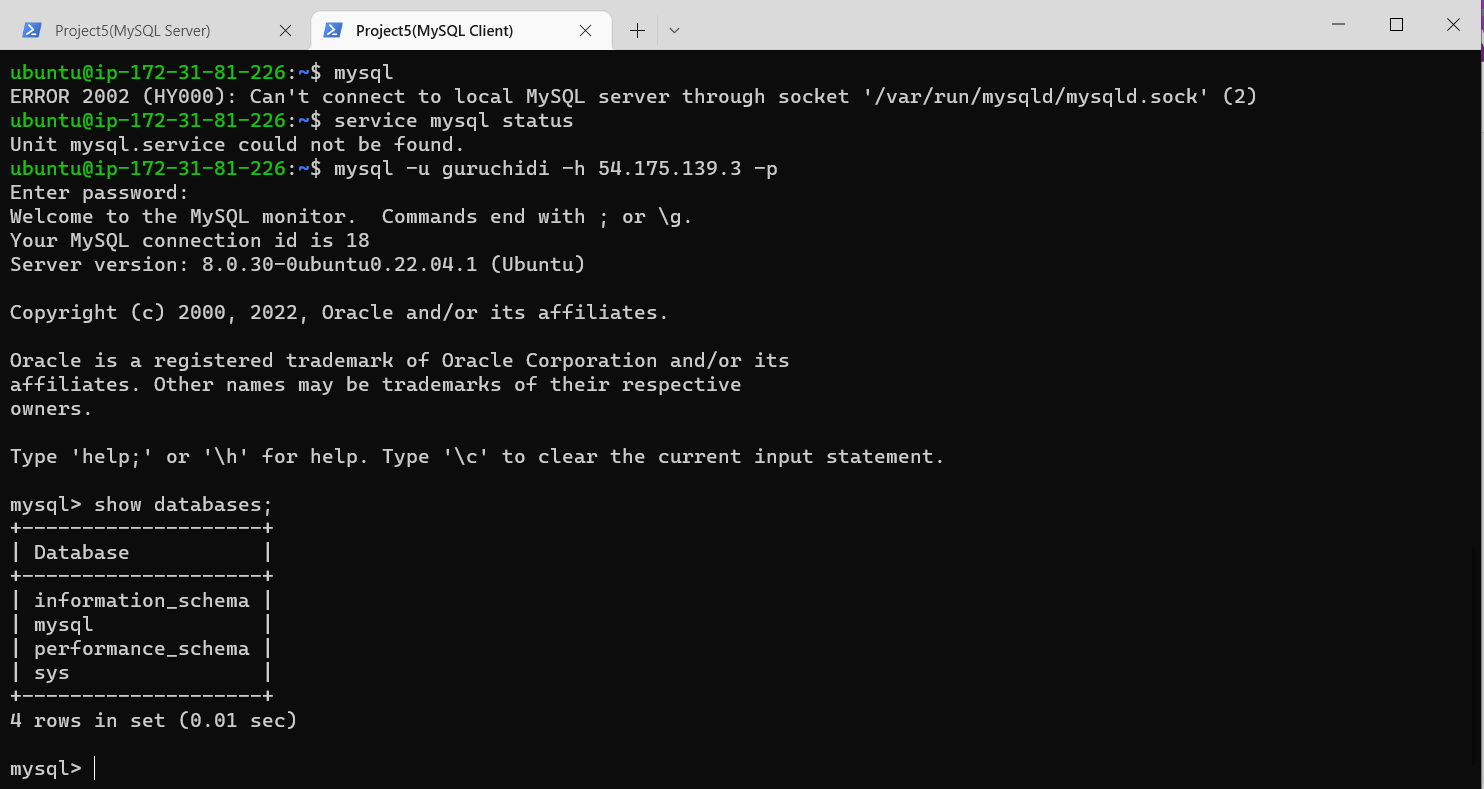 Project5(MySQL Server)
Project5(MySQL Client)
ubuntu@ip-172-31-81-226:~$ mysql
ERROR 2002 (HY000): Can't connect to local MySQL server through socket '/var/run/mysqld/mysqld.sock' (2)
ubuntu@ip-172-31-81-226:~$ service mysql status
Unit mysql.service could not be found.
ubuntu@ip-172-31-81-226:~$ mysql -u guruchidi -h 54.175.139.3 -p
Enter password:
Welcome to the MySQL monitor.  Commands end with ; or \g.
Your MySQL connection id is 18
Server version: 8.0.30-0ubuntu0.22.04.1 (Ubuntu)

Copyright (c) 2000, 2022, Oracle and/or its affiliates.

Oracle is a registered trademark of Oracle Corporation and/or its
affiliates. Other names may be trademarks of their respective
owners.

Type 'help;' or '\h' for help. Type '\c' to clear the current input statement.

mysql> show databases;
+--------------------+
| Database           |
+--------------------+
| information_schema |
| mysql              |
| performance_schema |
| sys                |
+--------------------+
4 rows in set (0.01 sec)

mysql>